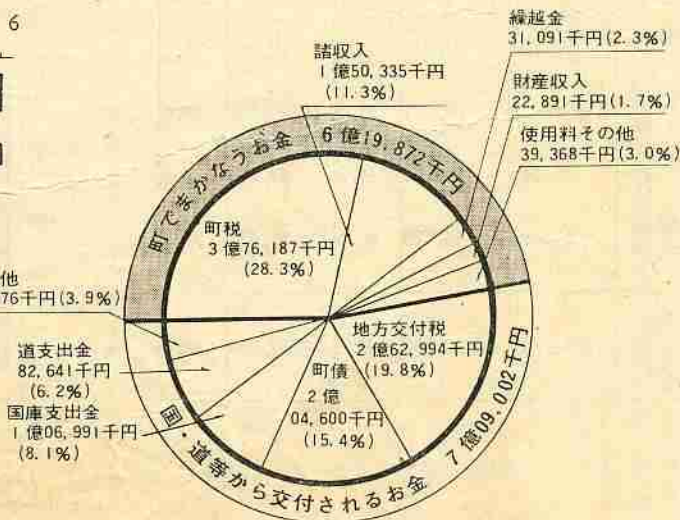 6
繰越金
31,091千円(2.3%)
諸収入
1億50,335千円
(11.3%)
財産収入
22,891千円(1.7%)
使用料その他
39,368千円(3.0%)
町でまかなうお金 6億19,872千円
町税
3億76,187千円
(28.3%)
他
76千円(3.9%)
地方交付税
2億62,994千円
(19.8%)
道支出金
82,641千円
(6.2%)
町債
2億
04,600千円
(15.4%)
国庫支出金
1億06,991千円
(8.1%)
国・道等から交付されるお金 7億09,002千円